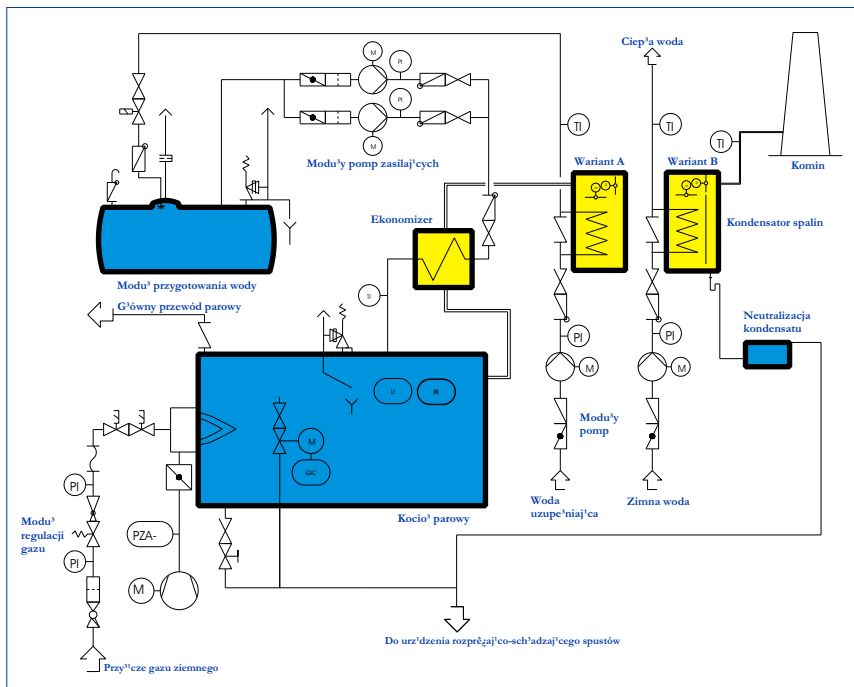 Ciep³a woda
M
PI
PI
M
Modu³y pomp zasilaj¹cych
TI
TI
TI
Wariant A
Wariant B
Komin
Kondensator spalin
Ekonomizer
Modu³ przygotowania wody
G³ówny przewód parowy
TI
Neutralizacja
kondensatu
PI
PI
M
M
LI
PI
M
QIC
Modu³y
pomp
PI
Woda
uzupe³niaj¹ca
Zimna woda
Kocio³ parowy
Modu³
regulacji
gazu
PZA-
PI
M
Do urz¹dzenia rozprê¿aj¹co-sch³adzaj¹cego spustów
Przy³¹cze gazu ziemnego